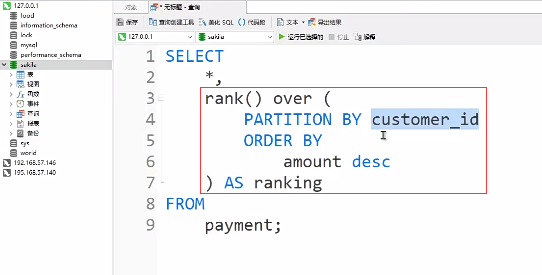 127.0.0.1
food
information_schema
lock
mysql
performance_schema
sakila
表
视图
函数
事件
查询
报表
备份
sys
world
192.168.57.146
195.168.57.140
对象
* 无标题 - 查询
保存
查询创建工具
美化 SQL
代码段
文本
导出结果
127.0.0.1
sakila
运行已选择的
停止
解释
1 SELECT
2 *,
3 rank() over (
4 PARTITION BY customer_id
5 ORDER BY
6 amount desc
7 ) AS ranking
8 FROM
9 payment;